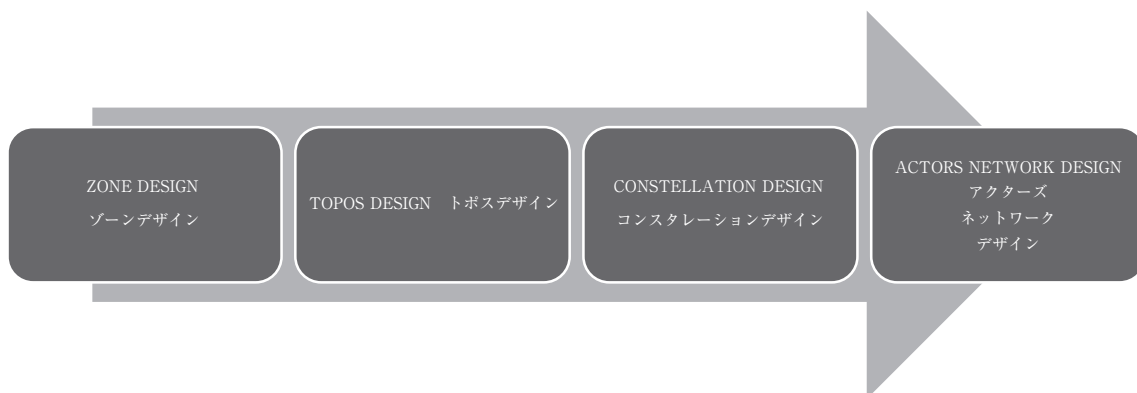 ZONE DESIGN
ゾーンデザイン
TOPOS DESIGN　トポスデザイン
CONSTELLATION DESIGN
コンスタレーションデザイン
ACTORS NETWORK DESIGN
アクターズ
ネットワーク
デザイン